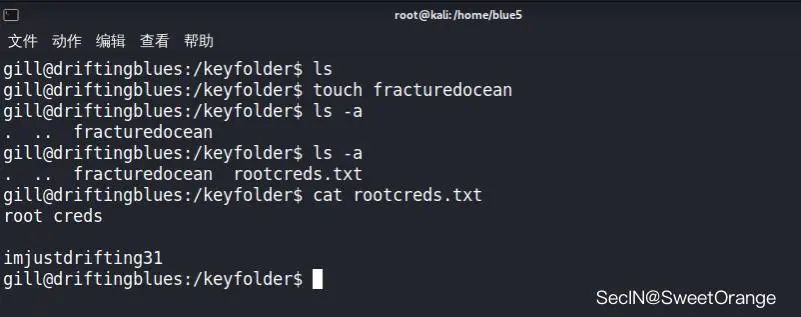 root@kali: /home/blue5
文件 动作 编辑 查看 帮助
gill@driftingblues:/keyfolder$ ls
gill@driftingblues:/keyfolder$ touch fracturedocean
gill@driftingblues:/keyfolder$ ls -a
.  ..  fracturedocean
gill@driftingblues:/keyfolder$ ls -a
.  ..  fracturedocean  rootcreds.txt
gill@driftingblues:/keyfolder$ cat rootcreds.txt
root creds
imjustdrifting31
gill@driftingblues:/keyfolder$
SecIN@SweetOrange